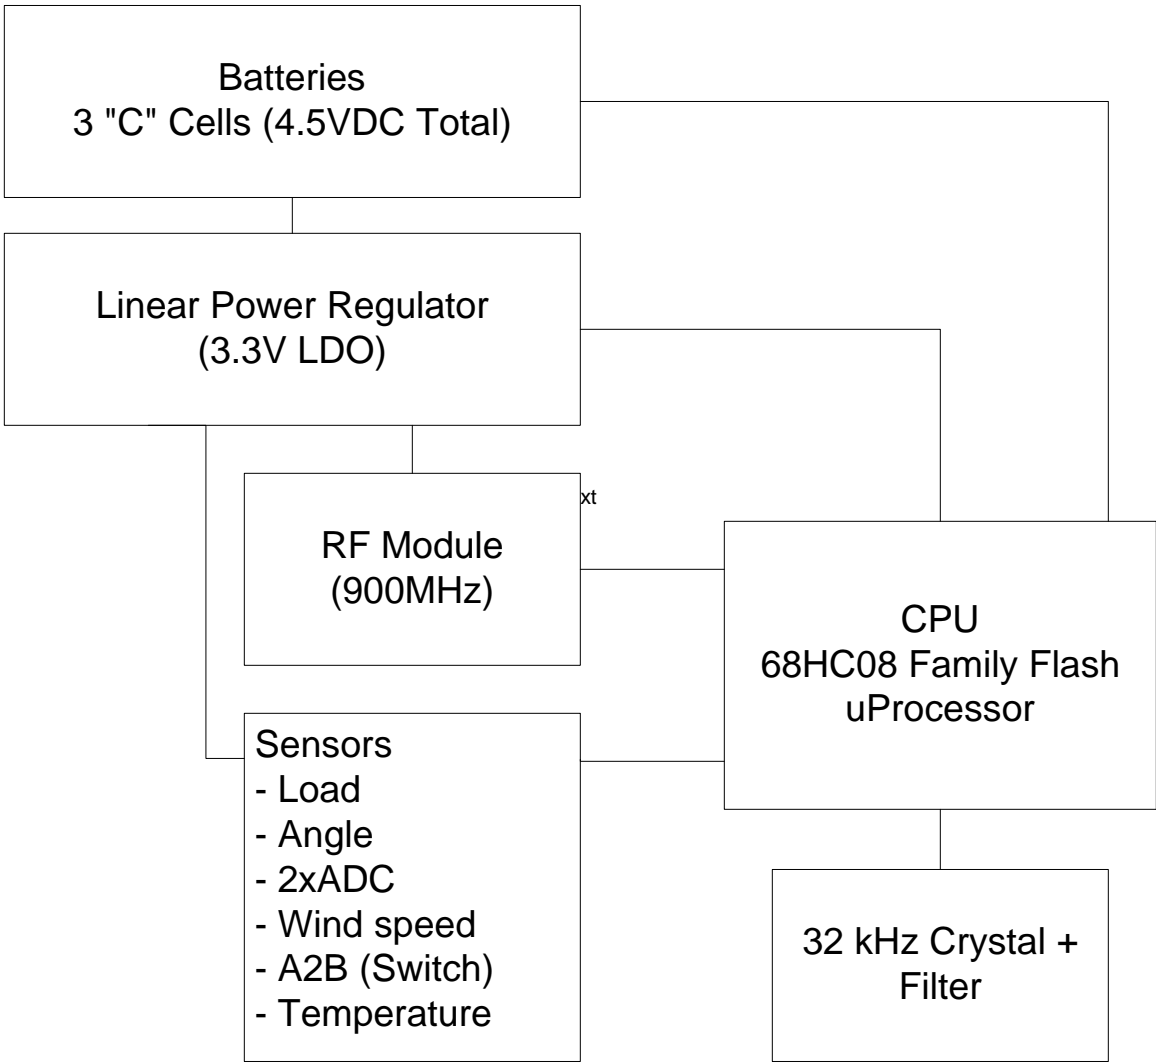 Batteries
3 "C" Cells (4.5VDC Total)
Linear Power Regulator
(3.3V LDO)
xt
RF Module
(900MHz)
CPU
68HC08 Family Flash
uProcessor
Sensors
- Load
- Angle
- 2xADC
- Wind speed
- A2B (Switch)
- Temperature
32 kHz Crystal +
Filter